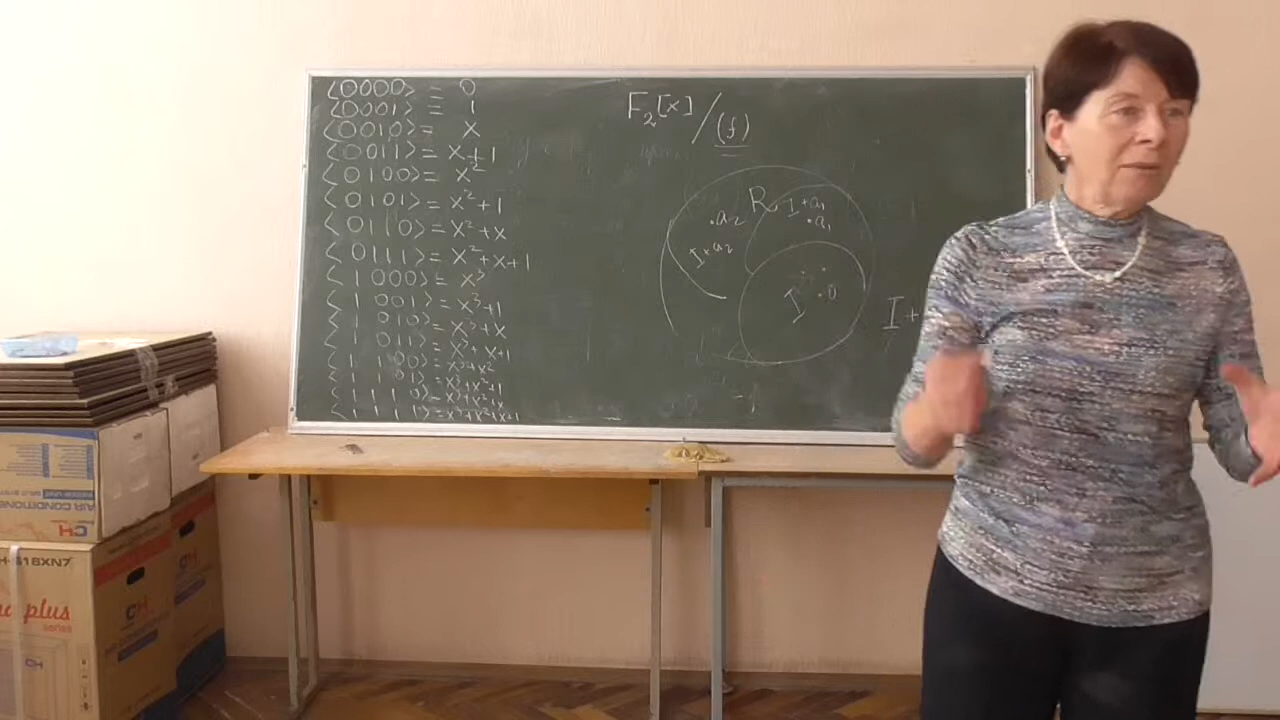 <0000> = 0
<0001> = 1
<0010> = x
<0011> = x+1
<0100> = x²
<0101> = x²+1
<0110> = x²+x
<0111> = x²+x+1
<1000> = x³
<1001> = x³+1
<1010> = x³+x
<1011> = x³+x+1
<1100> = x³+x²
<1101> = x³+x²+1
<1110> = x³+x²+x
<1111> = x³+x²+x+1
F₂[x]/(f)
R
I+a₁
.a₁
.a₂
I+a₂
I .0
I+
AIR CONDITION
CH
H-S18XN7
plus
series
CH
CH